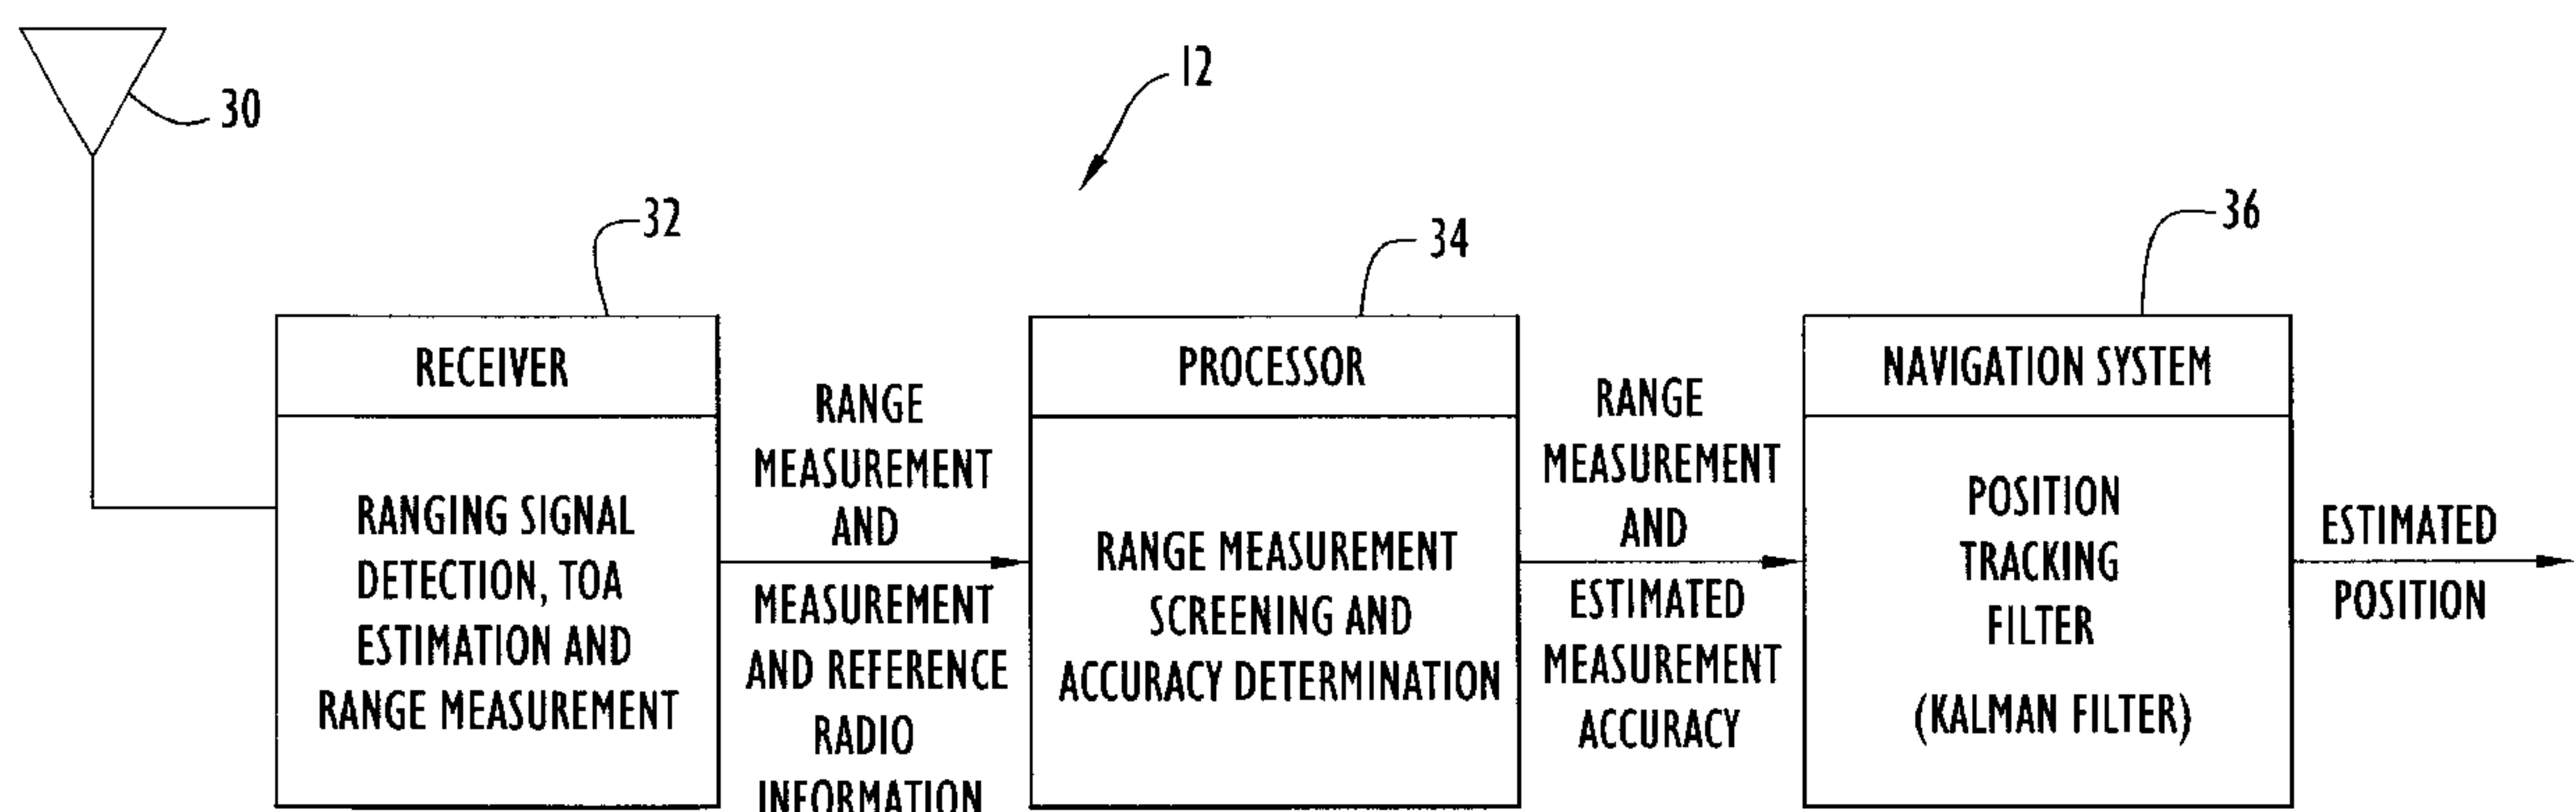 30
12
32
34
36
RECEIVER
RANGING SIGNAL
DETECTION, TOA
ESTIMATION AND
RANGE MEASUREMENT
RANGE
MEASUREMENT
AND
MEASUREMENT
AND REFERENCE
RADIO
INFORMATION
PROCESSOR
RANGE MEASUREMENT
SCREENING AND
ACCURACY DETERMINATION
RANGE
MEASUREMENT
AND
ESTIMATED
MEASUREMENT
ACCURACY
NAVIGATION SYSTEM
POSITION
TRACKING
FILTER
(KALMAN FILTER)
ESTIMATED
POSITION